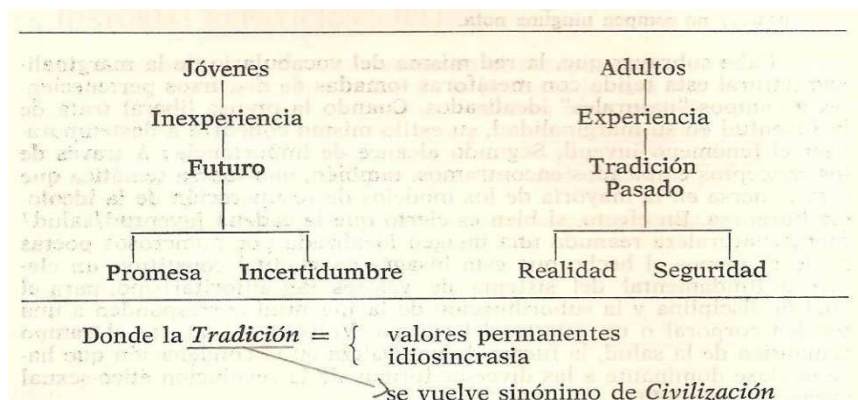 Jóvenes Adultos
Inexperiencia Experiencia
Futuro Tradición
Pasado
Promesa Incertidumbre Realidad Seguridad
Donde la Tradición = { valores permanentes
idiosincrasia
se vuelve sinónimo de Civilización